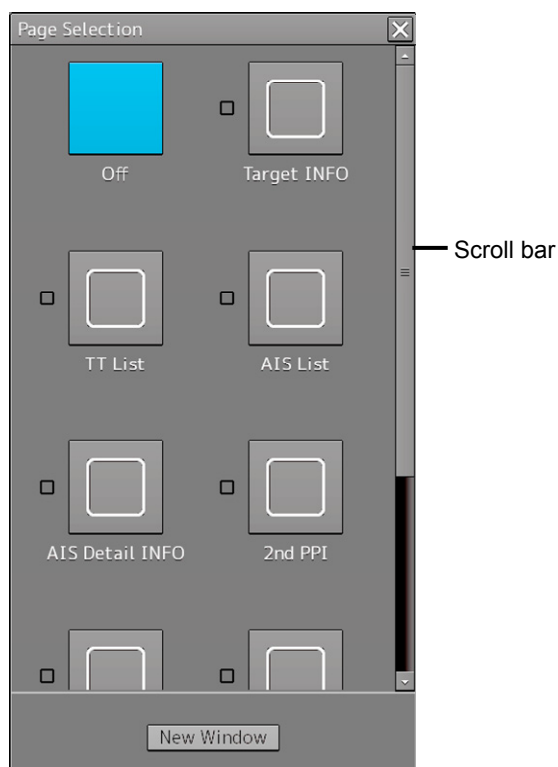 Page Selection
Off
Target INFO
Scroll bar
TT List
AIS List
AIS Detail INFO
2nd PPI
New Window